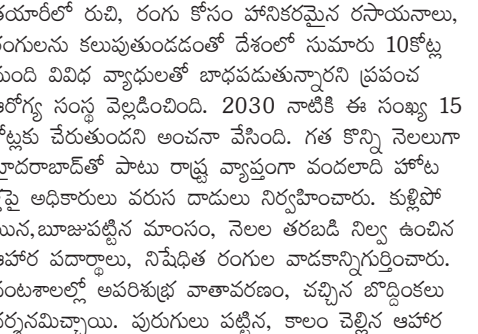 తయారీలో రుచి, రంగు కోసం హానికరమైన రసాయనాలు,
రంగులను కలుపుతుండడంతో దేశంలో సుమారు 10కోట్ల
మంది వివిధ వ్యాధులతో బాధపడుతున్నారని ప్రపంచ
ఆరోగ్య సంస్థ వెల్లడించింది. 2030 నాటికి ఈ సంఖ్య 15
కోట్లకు చేరుతుందని అంచనా వేసింది. గత కొన్ని నెలలుగా
హైదరాబాద్‌తో పాటు రాష్ట్ర వ్యాప్తంగా వందలాది హోట
పై అధికారులు వరుస దాడులు నిర్వహించారు. కుళ్లిపో
యిన,బూజుపట్టిన మాంసం, నెలల తరబడి నిల్వ ఉంచిన
ఆహార పదార్థాలు, నిషేధిత రంగుల వాడకాన్నిగుర్తించారు.
వంటశాలల్లో అపరిశుభ్ర వాతావరణం, చచ్చిన బొద్దింకలు
దర్శనమిచ్చాయి. పురుగులు పట్టిన, కాలం చెల్లిన ఆహార